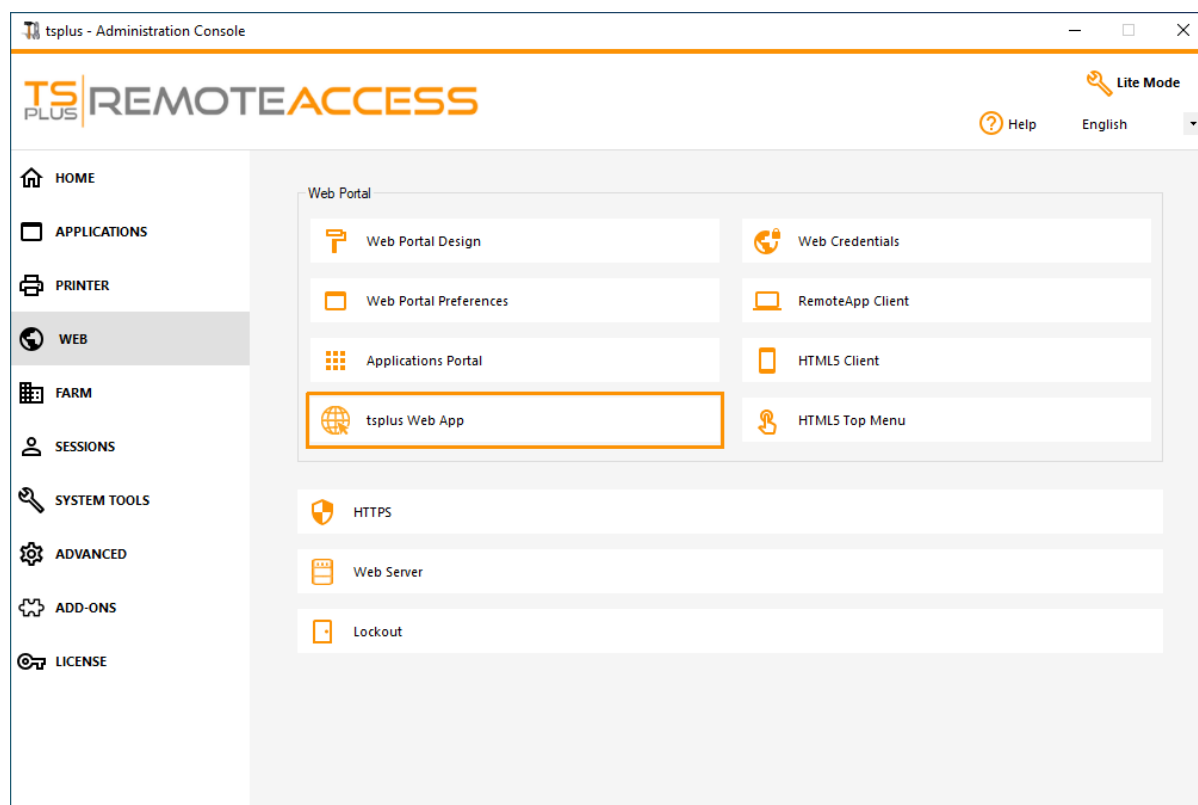 tsplus - Administration Console
TS PLUS REMOTEACCESS
Lite Mode
Help
English
HOME
APPLICATIONS
PRINTER
WEB
FARM
SESSIONS
SYSTEM TOOLS
ADVANCED
ADD-ONS
LICENSE
Web Portal
Web Portal Design
Web Credentials
Web Portal Preferences
RemoteApp Client
Applications Portal
HTML5 Client
tsplus Web App
HTML5 Top Menu
HTTPS
Web Server
Lockout